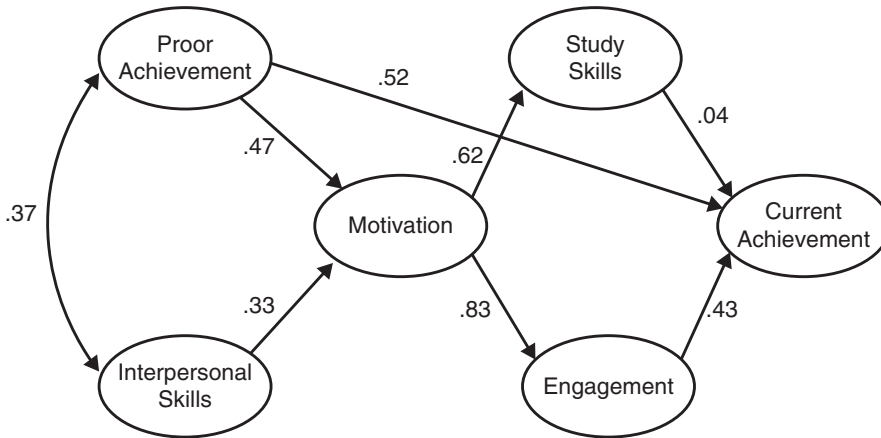 Proor
Achievement
Study
Skills
.52
.04
.47
.62
.37
Motivation
Current
Achievement
.33
.83
.43
Interpersonal
Skills
Engagement